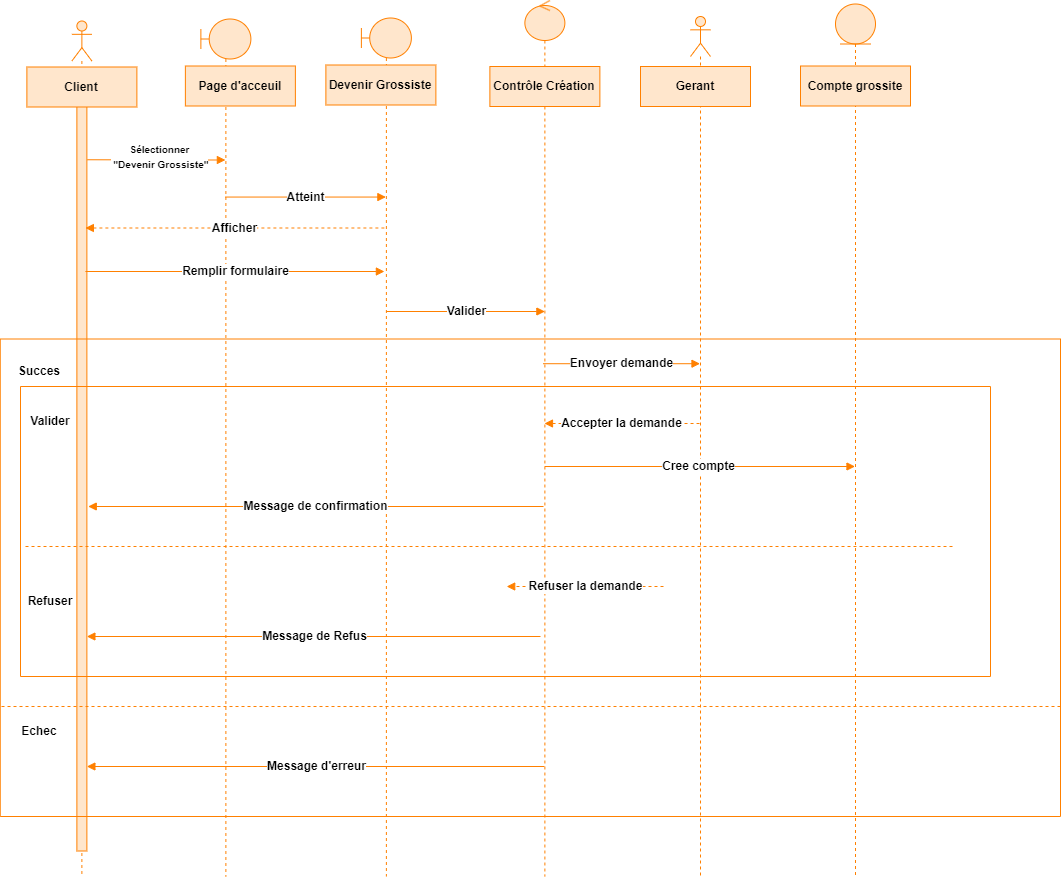 Client
Page d'acceuil
Devenir Grossiste
Contrôle Création
Gerant
Compte grossite
Sélectionner
"Devenir Grossiste"
Atteint
Afficher
Remplir formulaire
Valider
Envoyer demande
Succes
Valider
Accepter la demande
Cree compte
Message de confirmation
Refuser la demande
Refuser
Message de Refus
Echec
Message d'erreur